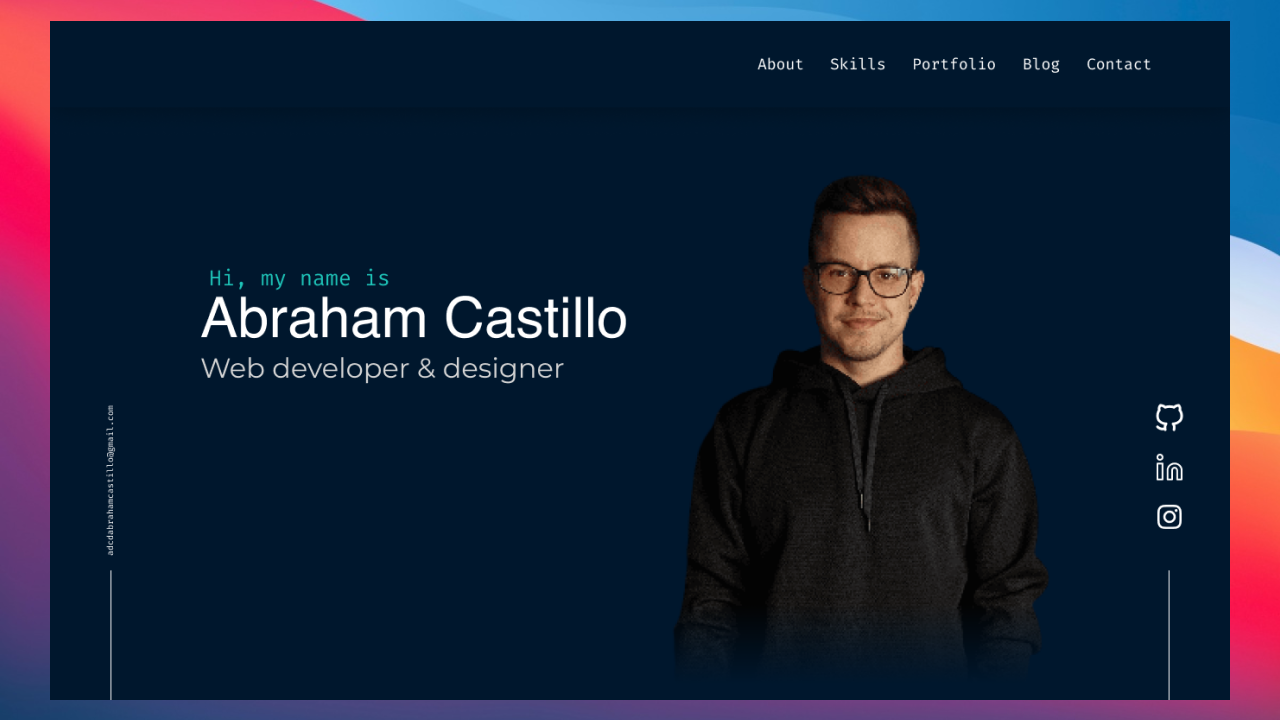 About Skills Portfolio Blog Contact
Hi, my name is
Abraham Castillo
Web developer & designer
adcdabrahamcastillo@gmail.com